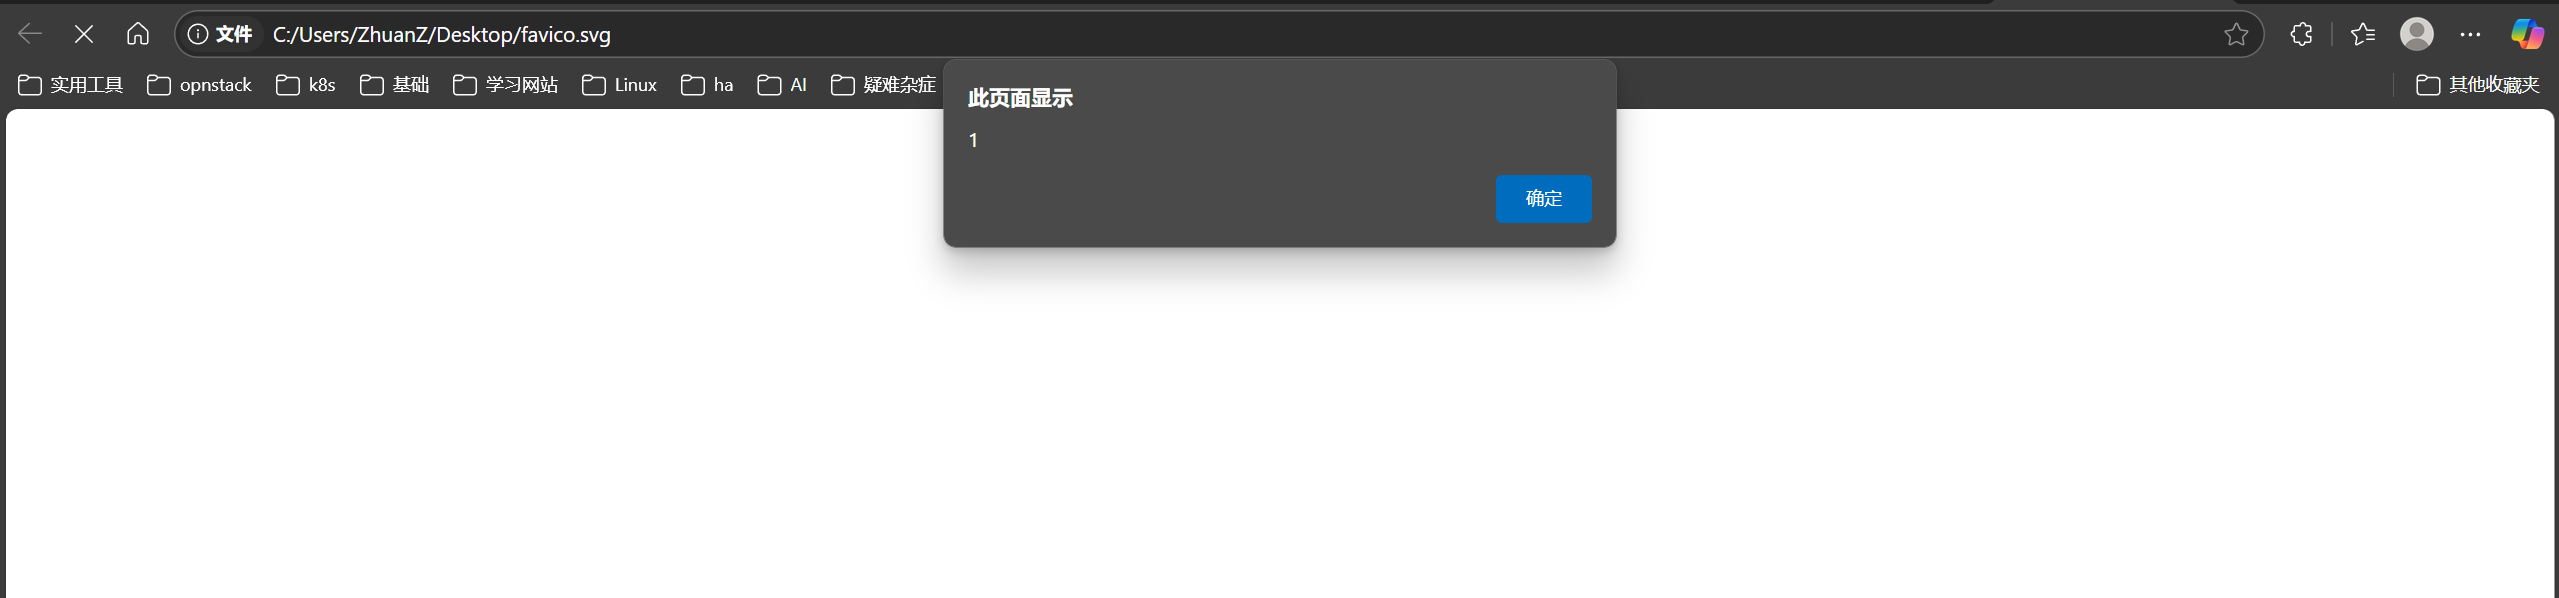 文件 C:/Users/ZhuanZ/Desktop/favico.svg
实用工具 opnstack k8s 基础 学习网站 Linux ha AI 疑难杂症 其他收藏夹
此页面显示
1
确定